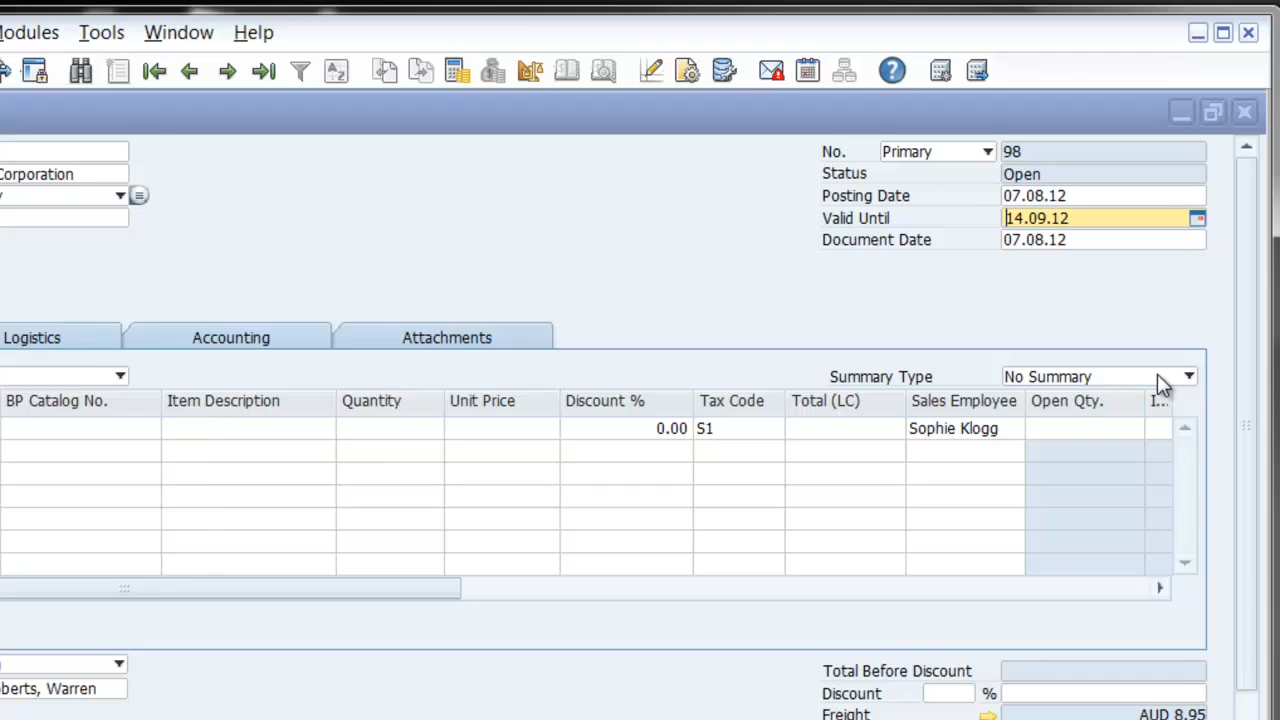 Tools Window Help
No. Primary 98
Corporation Status Open
Posting Date 07.08.12
Valid Until 14.09.12
Document Date 07.08.12
Logistics Accounting Attachments
Summary Type No Summary
BP Catalog No. Item Description Quantity Unit Price Discount % Tax Code Total (LC) Sales Employee Open Qty. I...
0.00 S1 Sophie Klogg
Total Before Discount
Warren Discount %
Freight AUD 8.95